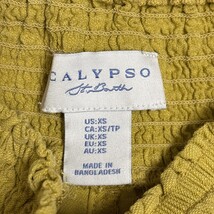 CALYPSO
St. Barth
US:XS
CA:XS/TP
UK:XS
EU:XS
AU:XS
MADE IN
BANGLADESH